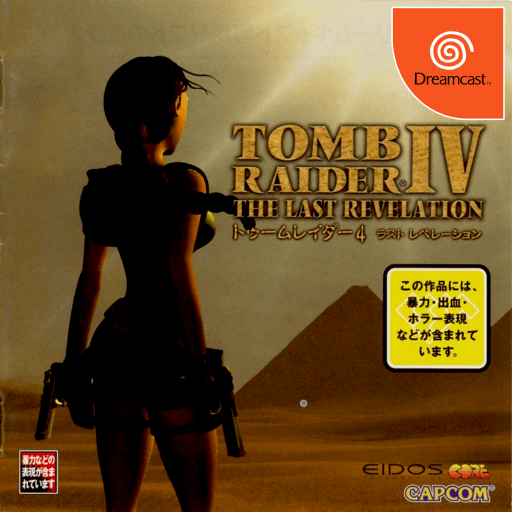 Dreamcast™
TOMB
RAIDER® IV
THE LAST REVELATION
トゥームレイダー4 ラスト レベレーション
この作品には、
暴力・出血・
ホラー表現
などが含まれて
います。
暴力などの
表現が含ま
れています
EIDOS CORE
CAPCOM®